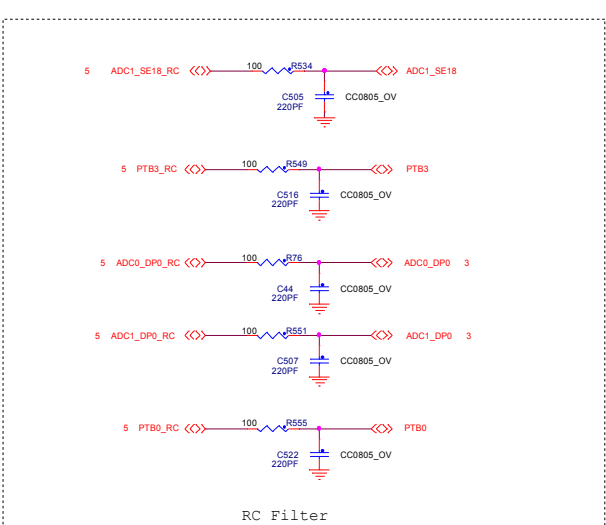 100 R534
5 ADC1_SE18_RC ADC1_SE18
C505 CC0805_OV
220PF
100 R549
5 PTB3_RC PTB3
C516 CC0805_OV
220PF
100 R76
5 ADC0_DP0_RC ADC0_DP0 3
C44 CC0805_OV
220PF
100 R551
5 ADC1_DP0_RC ADC1_DP0 3
C507 CC0805_OV
220PF
100 R555
5 PTB0_RC PTB0
C522 CC0805_OV
220PF
RC Filter